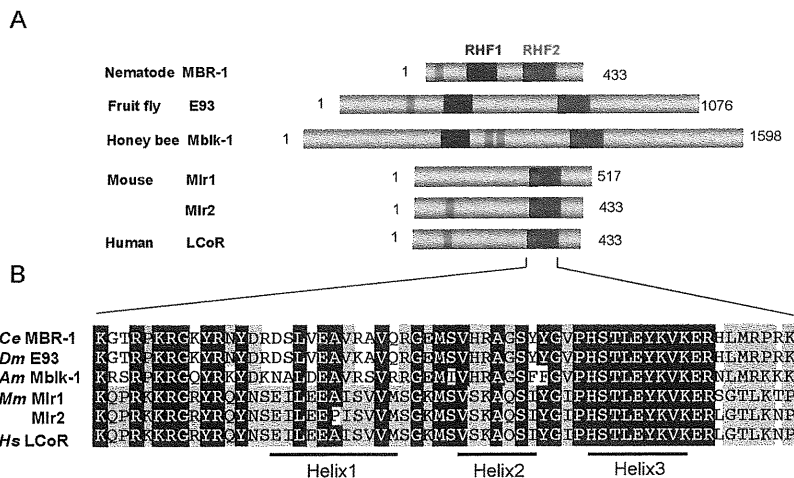 A
RHF1 RHF2
Nematode MBR-1 1 433
Fruit fly E93 1 1076
Honey bee Mblk-1 1 1598
Mouse Mlr1 1 517
Mlr2 1 433
Human LCoR 1 433
B
Ce MBR-1 KGTRPKRGKYRNYDRDSLVEAVRAVQRGEMSVHRAGSYYGVPHSTLEYKVKERHLMRPRK
Dm E93 KGTRPKRGKYRNYDRDSLVEAVKAVQRGEMSVHRAGSYYGVPHSTLEYKVKERHLMRPRK
Am Mblk-1 KRSRPKRGQYRKYDKNALDEAVRSVRRGEMIVHRAGSFFGVPHSTLEYKVKERNLMRMKK
Mm Mlr1 KQPRKKRGRYRQYNSEILEEAISVVMSGKMSVSKAQSIYGIPHSTLEYKVKERSGTLKTP
Mlr2 KQPRKKRGRYRQYNSEILEEPISVVMSGKMSVSKAQSIYGIPHSTLEYKVKERLGTLKNP
Hs LCoR KQPRKKRGRYRQYNSEILEEAISVVMSGKMSVSKAQSIYGIPHSTLEYKVKERLGTLKNP
Helix1 Helix2 Helix3